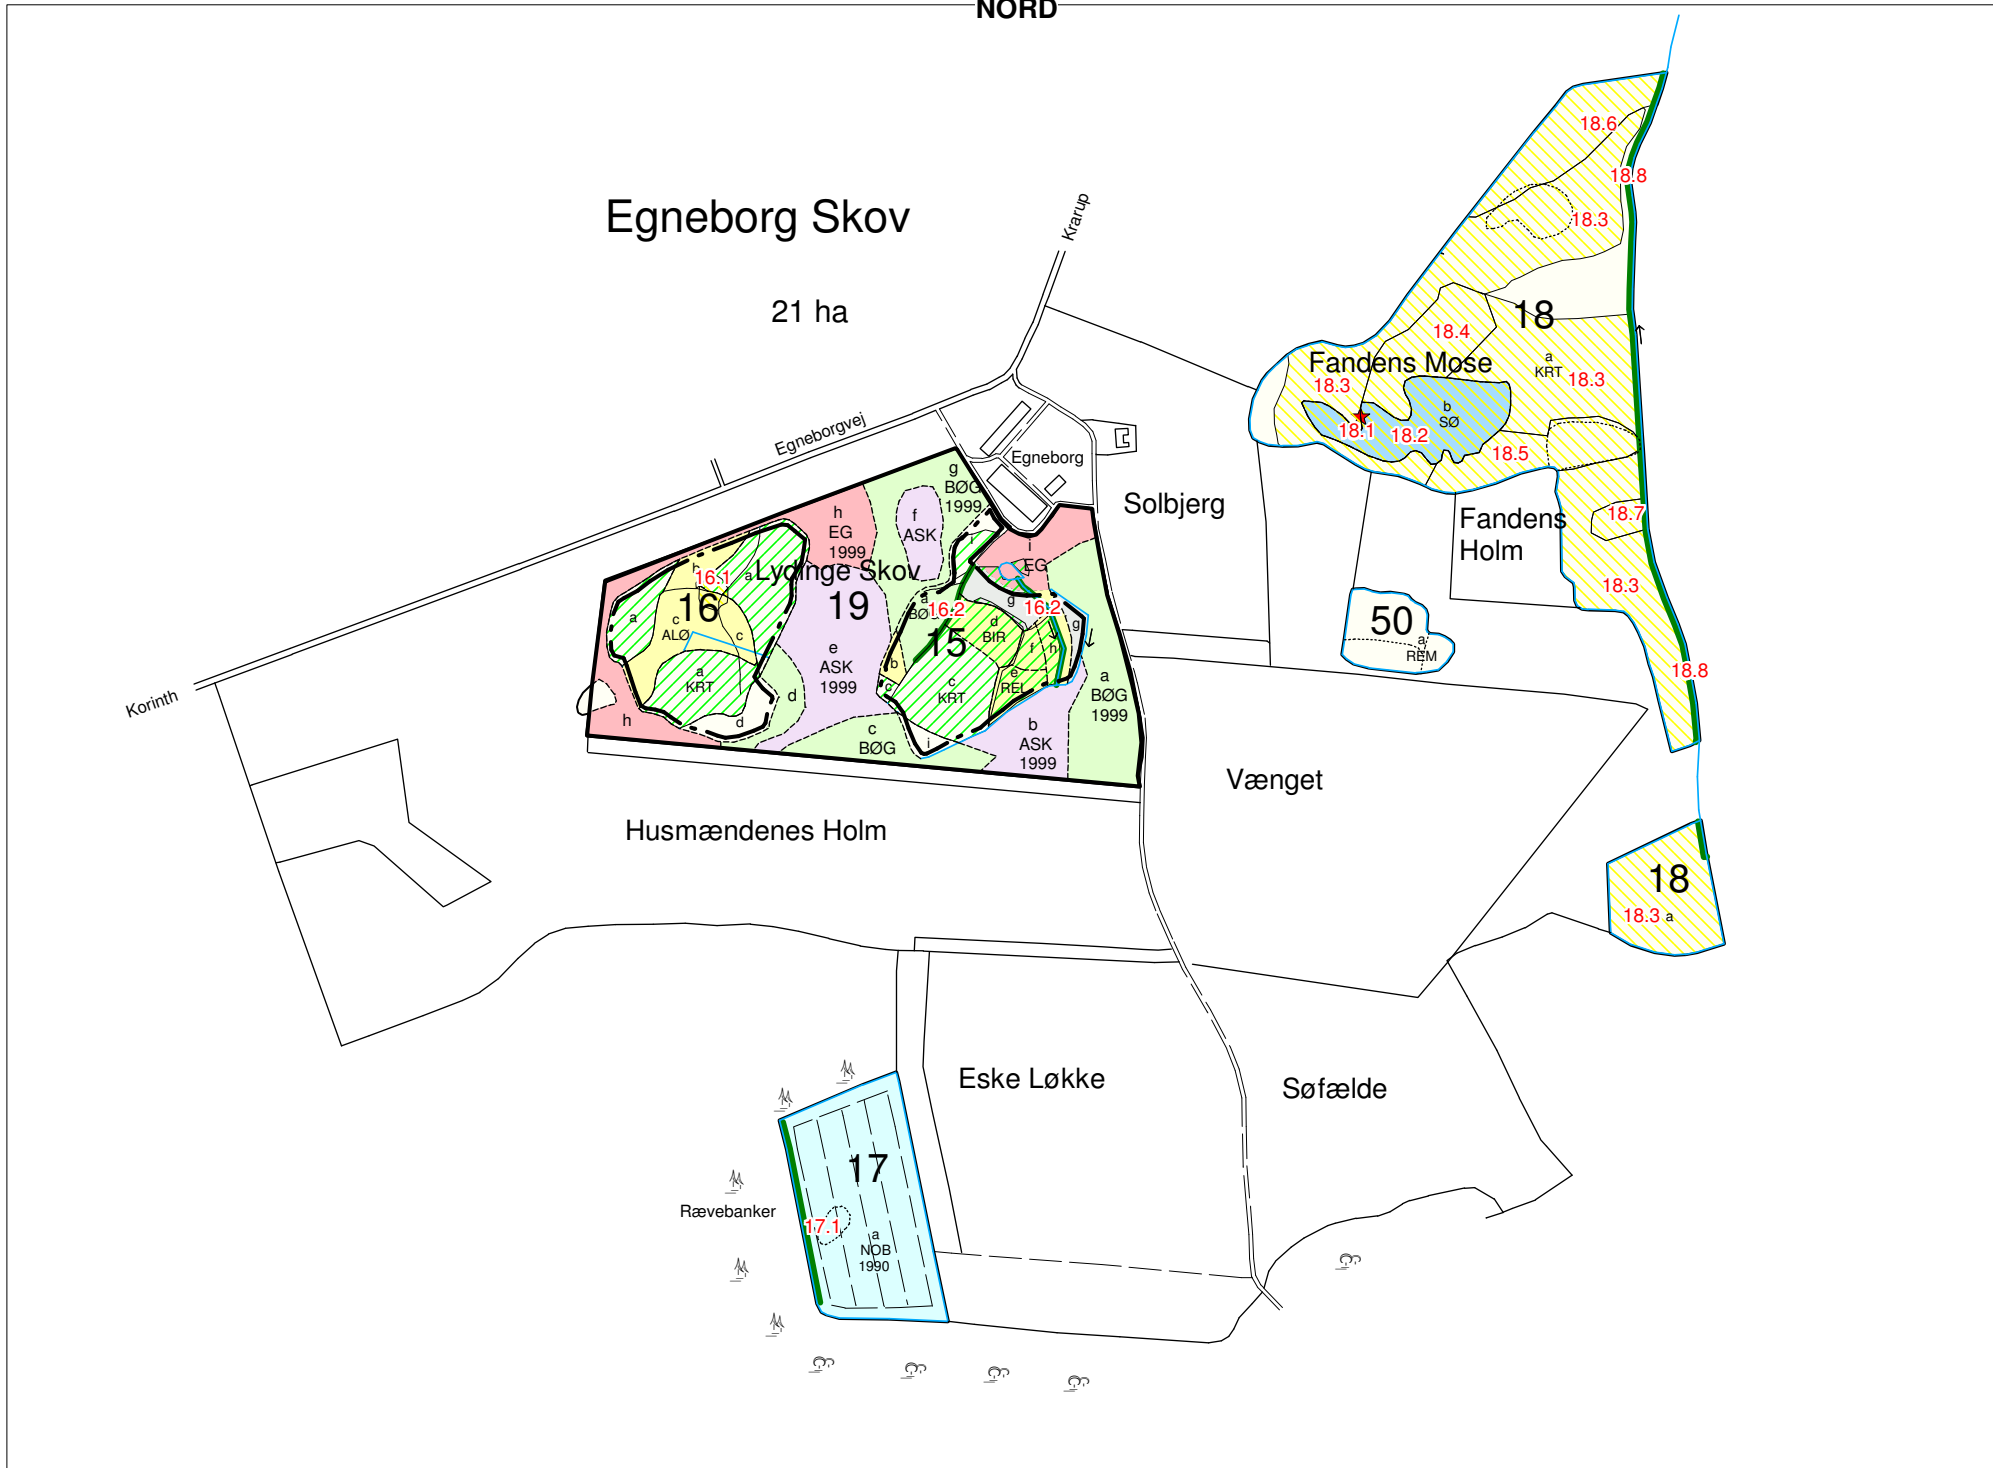 NORD
Egneborg Skov
21 ha
Krarup
Egneborgvej
Korinth
Egneborg
Solbjerg
18.6
18.8
18.3
18
18.4
Fandens Mose
a
KRT
18.3
18.3
b
SØ
18.1
18.2
18.5
Fandens
Holm
18.7
18.3
18.8
50
a
REM
g
BØG
1999
h
EG
1999
f
ASK
i
i
EG
Lydinge Skov
19
b
16.1
a
16
a
c
ALØ
c
a
KRT
d
h
e
ASK
1999
d
c
BØG
a
BØG
16.2
15
g
16.2
g
d
BIR
f
h
b
c
c
KRT
e
REL
i
a
BØG
1999
b
ASK
1999
Vænget
Husmændenes Holm
18
18.3 a
Eske Løkke
Søfælde
17
Rævebanker
17.1
a
NOB
1990